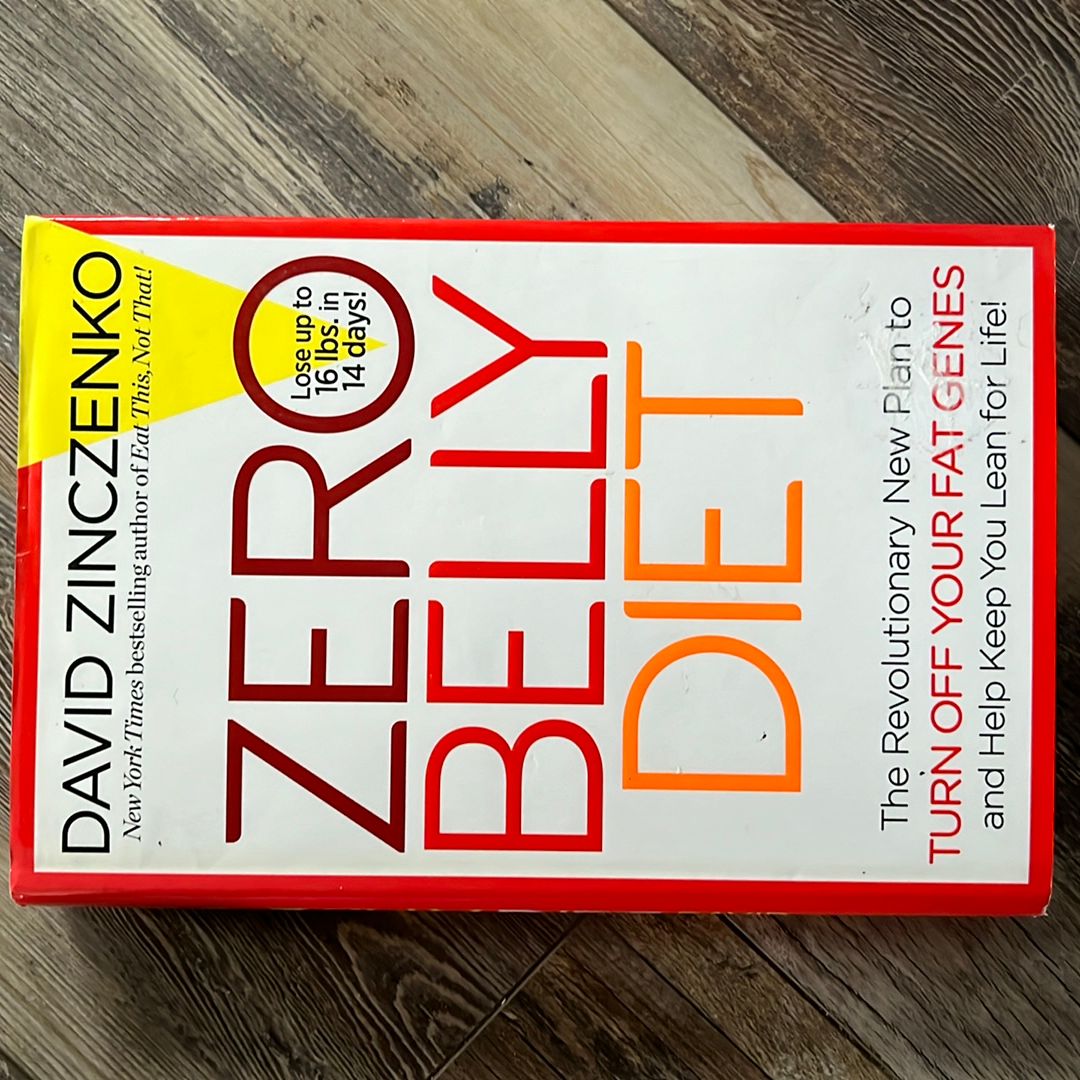 DAVID ZINCZENKO
New York Times bestselling author of Eat This, Not That!
ZERO
Lose up to
16 lbs. in
14 days!
BELLY
DIET
The Revolutionary New Plan to
TURN OFF YOUR FAT GENES
and Help Keep You Lean for Life!